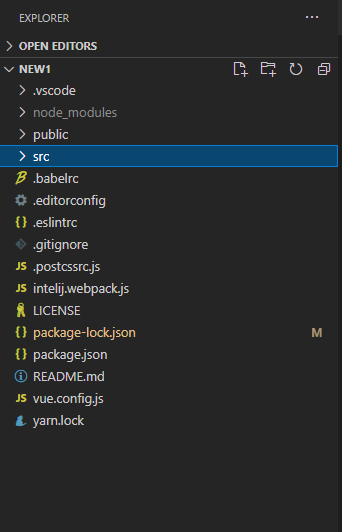 EXPLORER
OPEN EDITORS
NEW1
.vscode
node_modules
public
src
.babelrc
.editorconfig
.eslintrc
.gitignore
.postcssrc.js
intelij.webpack.js
LICENSE
package-lock.json M
package.json
README.md
vue.config.js
yarn.lock